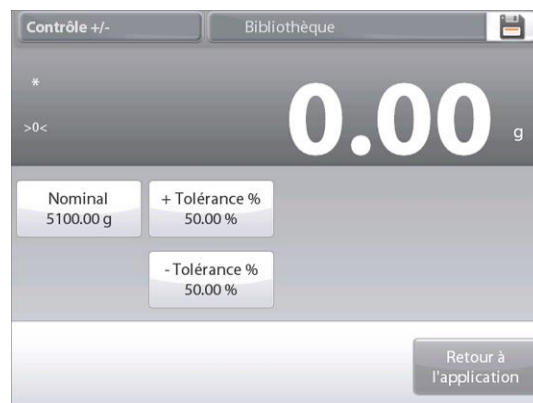 Contrôle +/-
Bibliothèque
*
0.00
g
>0<
Nominal
5100.00 g
+ Tolérance %
50.00 %
- Tolérance %
50.00 %
Retour à
l'application